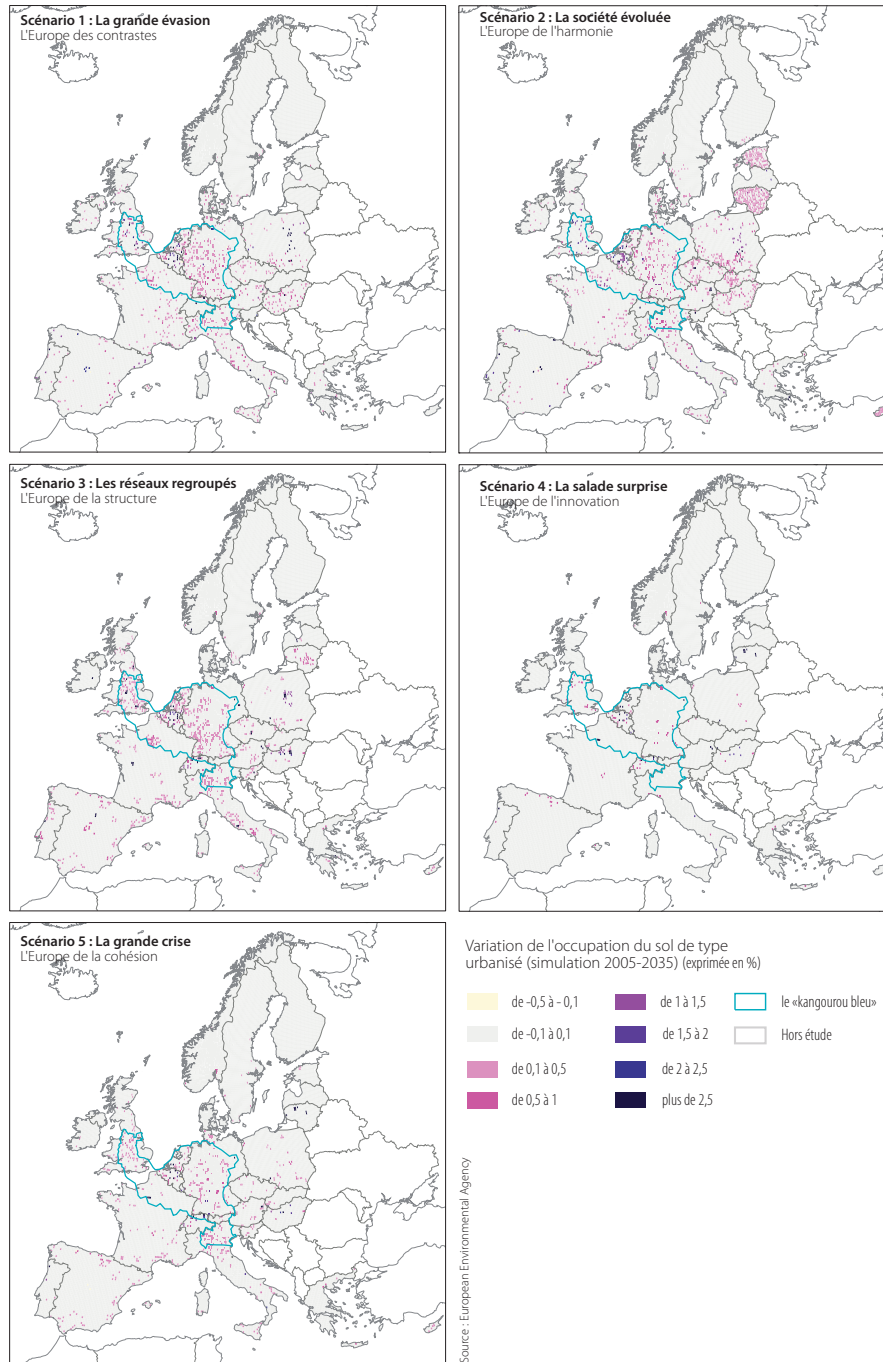 Scénario 1 : La grande évasion
L'Europe des contrastes
Scénario 2 : La société évoluée
L'Europe de l'harmonie
Scénario 3 : Les réseaux regroupés
L'Europe de la structure
Scénario 4 : La salade surprise
L'Europe de l'innovation
Scénario 5 : La grande crise
L'Europe de la cohésion
Variation de l'occupation du sol de type
urbanisé (simulation 2005-2035) (exprimée en %)
de -0,5 à - 0,1
de -0,1 à 0,1
de 0,1 à 0,5
de 0,5 à 1
de 1 à 1,5
de 1,5 à 2
de 2 à 2,5
plus de 2,5
le «kangourou bleu»
Hors étude
Source : European Environmental Agency